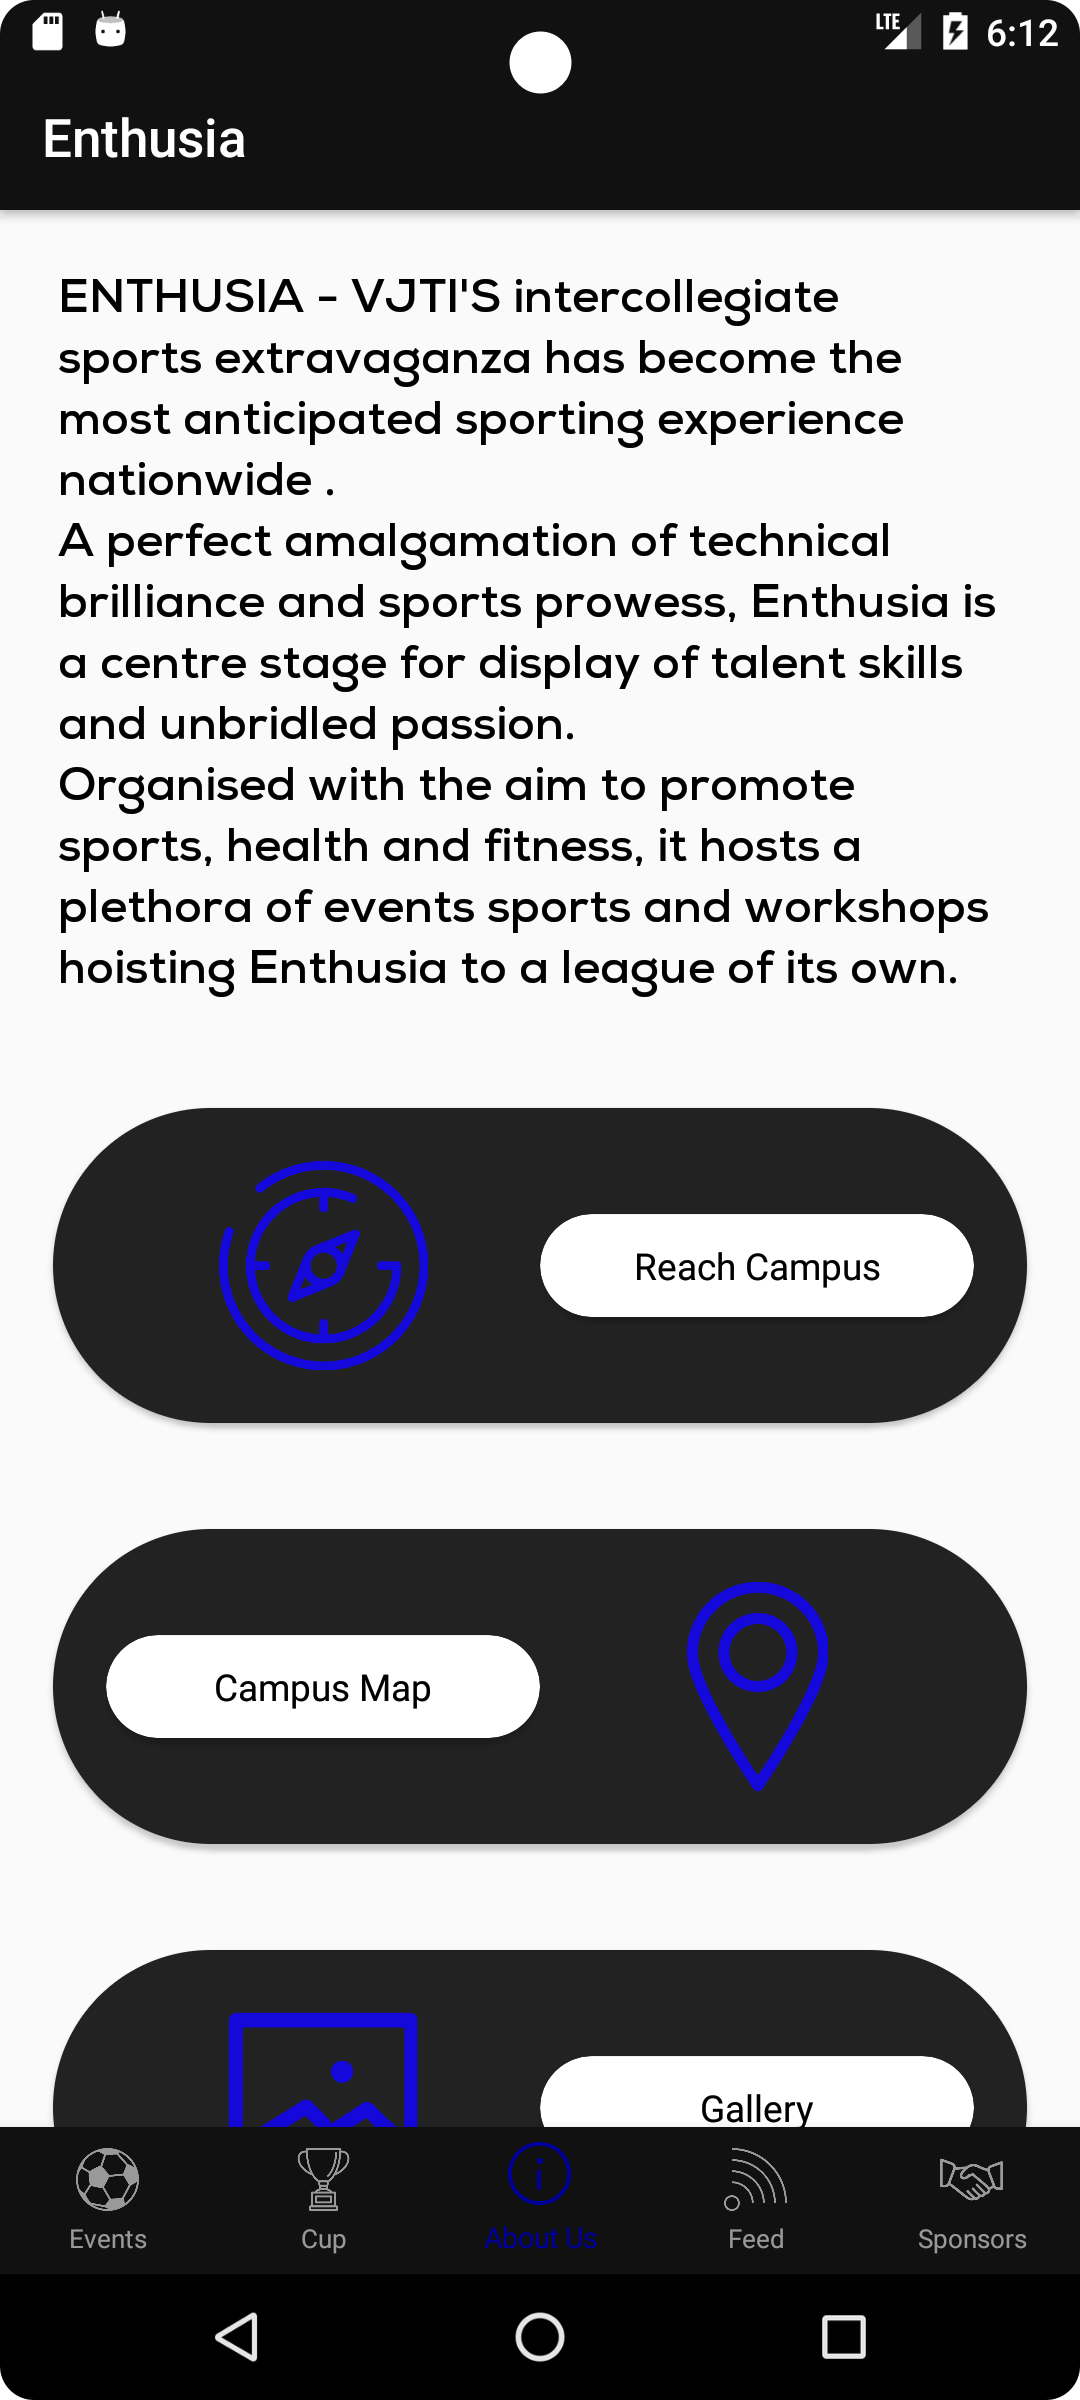 LTE 6:12
Enthusia
ENTHUSIA - VJTI'S intercollegiate
sports extravaganza has become the
most anticipated sporting experience
nationwide .
A perfect amalgamation of technical
brilliance and sports prowess, Enthusia is
a centre stage for display of talent skills
and unbridled passion.
Organised with the aim to promote
sports, health and fitness, it hosts a
plethora of events sports and workshops
hoisting Enthusia to a league of its own.
Reach Campus
Campus Map
Gallery
Events Cup About Us Feed Sponsors